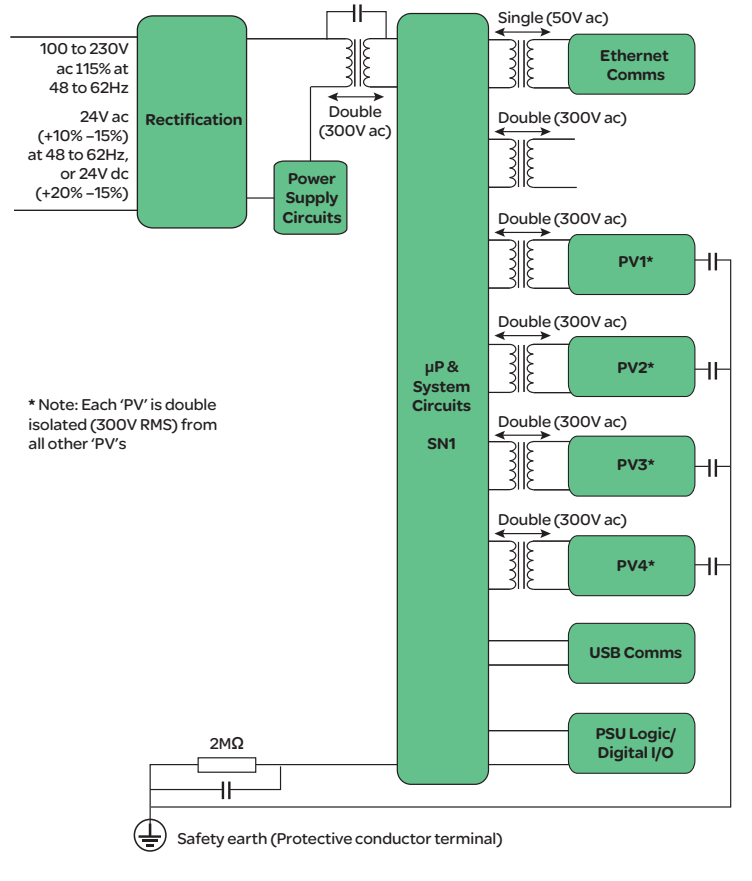 100 to 230V
ac 115% at
48 to 62Hz
24V ac
(+10% –15%)
at 48 to 62Hz,
or 24V dc
(+20% –15%)
Rectification
Power
Supply
Circuits
Double
(300V ac)
µP &
System
Circuits
SN1
Single (50V ac)
Ethernet
Comms
Double (300V ac)
Double (300V ac)
PV1*
Double (300V ac)
PV2*
Double (300V ac)
PV3*
Double (300V ac)
PV4*
USB Comms
PSU Logic/
Digital I/O
* Note: Each ‘PV’ is double
isolated (300V RMS) from
all other ‘PV’s
2MΩ
Safety earth (Protective conductor terminal)